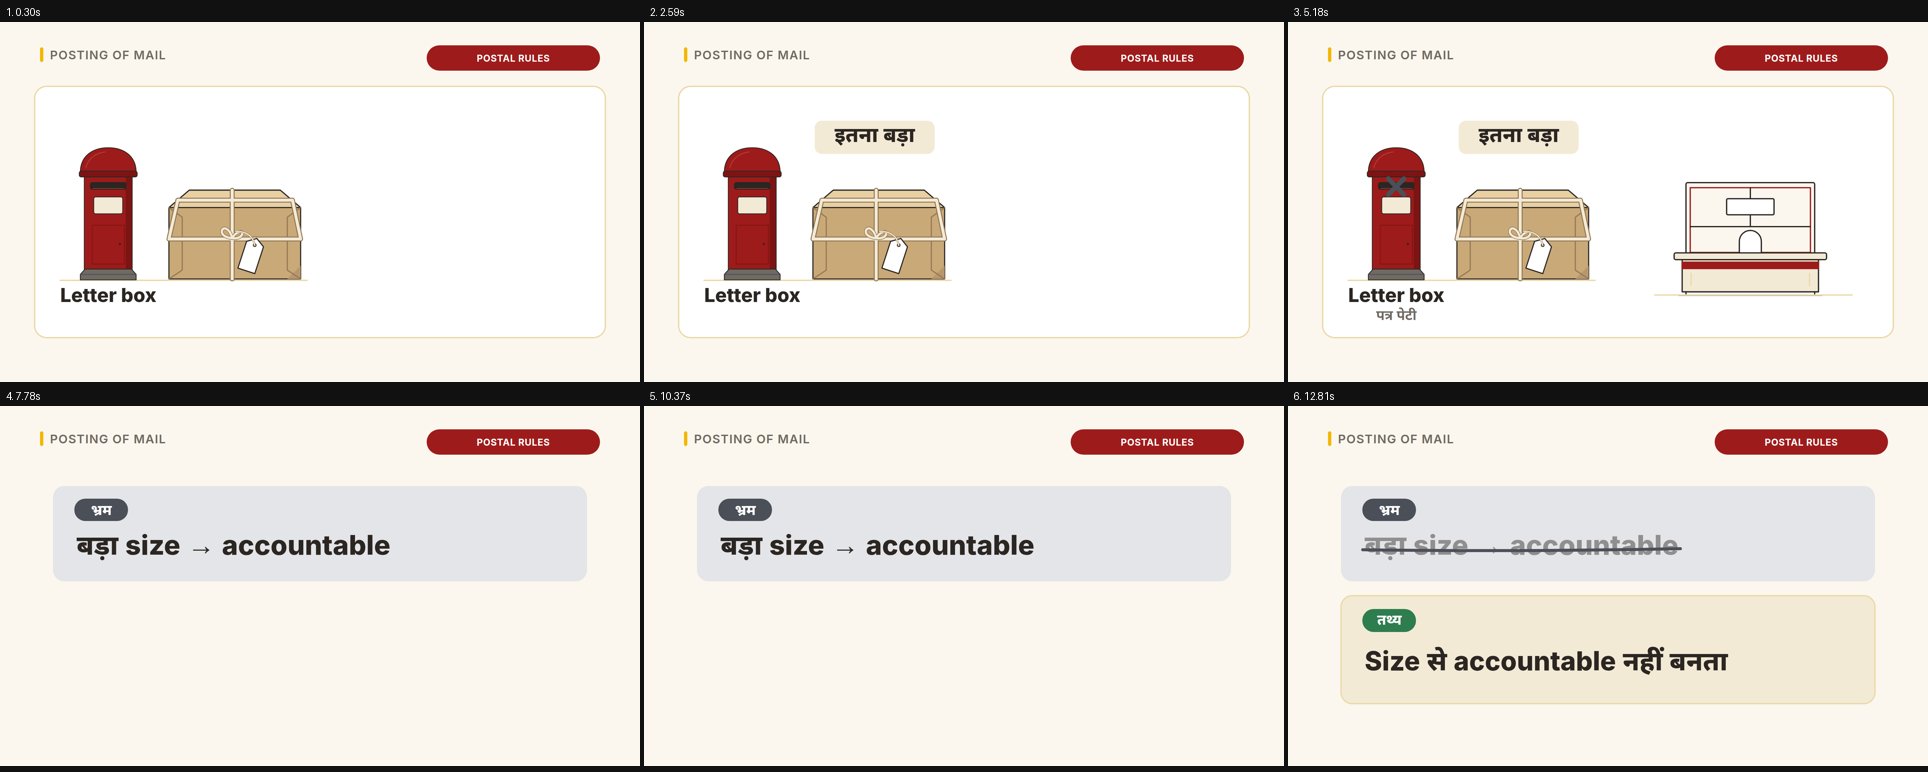 1. 0.30s
POSTING OF MAIL
POSTAL RULES
Letter box
2. 2.59s
POSTING OF MAIL
POSTAL RULES
इतना बड़ा
Letter box
3. 5.18s
POSTING OF MAIL
POSTAL RULES
इतना बड़ा
Letter box
पत्र पेटी
4. 7.78s
POSTING OF MAIL
POSTAL RULES
भ्रम
बड़ा size → accountable
5. 10.37s
POSTING OF MAIL
POSTAL RULES
भ्रम
बड़ा size → accountable
6. 12.81s
POSTING OF MAIL
POSTAL RULES
भ्रम
बड़ा size → accountable
तथ्य
Size से accountable नहीं बनता